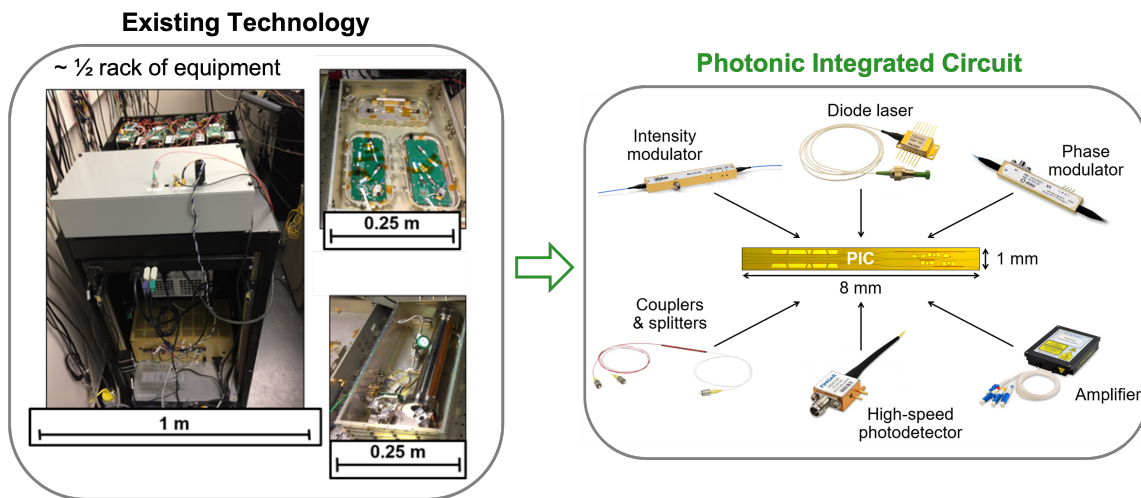 Existing Technology
~ ½ rack of equipment
0.25 m
1 m
0.25 m
Photonic Integrated Circuit
Intensity
modulator
Diode laser
Phase
modulator
PIC
1 mm
8 mm
Couplers
& splitters
High-speed
photodetector
Amplifier